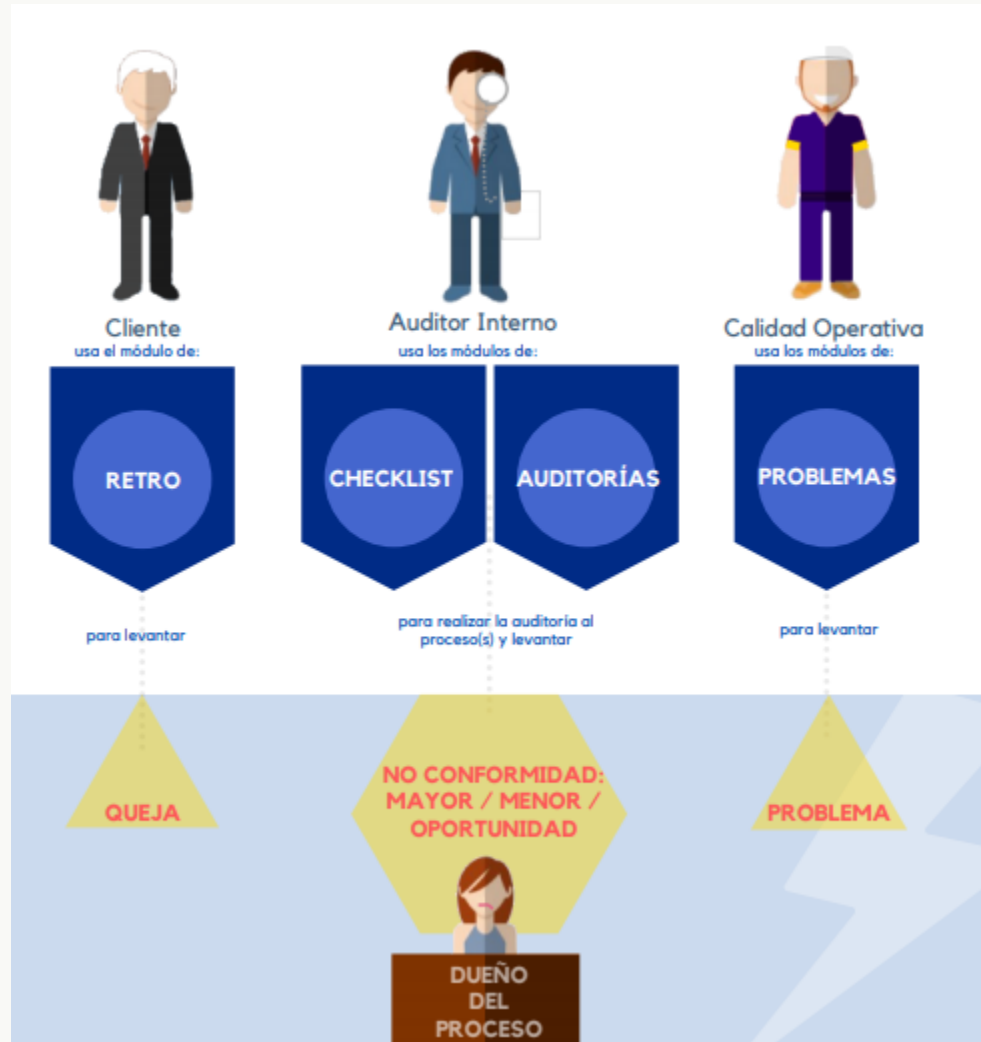 Cliente
usa el módulo de:
RETRO
para levantar
QUEJA
Auditor Interno
usa los módulos de:
CHECKLIST
AUDITORÍAS
para realizar la auditoría al
proceso(s) y levantar
NO CONFORMIDAD:
MAYOR / MENOR /
OPORTUNIDAD
Calidad Operativa
usa los módulos de:
PROBLEMAS
para levantar
PROBLEMA
DUEÑO
DEL
PROCESO